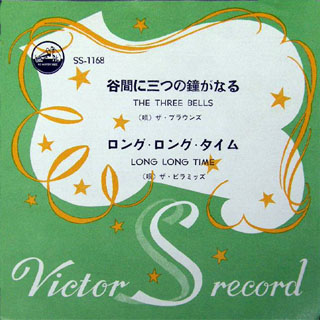 SS-1168
谷間に三つの鐘がなる
THE THREE BELLS
(唄) ザ・ブラウンズ
ロング・ロング・タイム
LONG LONG TIME
(唄) ザ・ピラミッズ
Victor S record